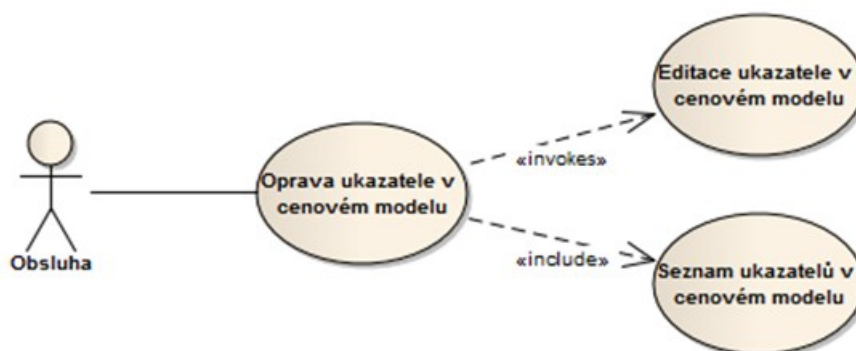 Editace ukazatele v
cenovém modelu
«invokes»
Oprava ukazatele v
cenovém modelu
Obsluha
«include»
Seznam ukazatelů v
cenovém modelu